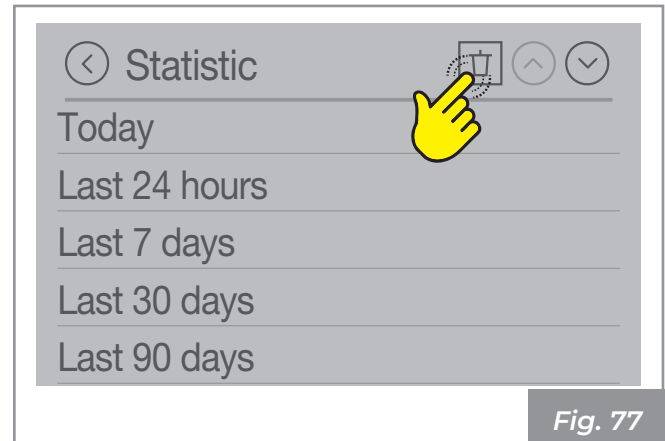 Statistic
Today
Last 24 hours
Last 7 days
Last 30 days
Last 90 days
Fig. 77